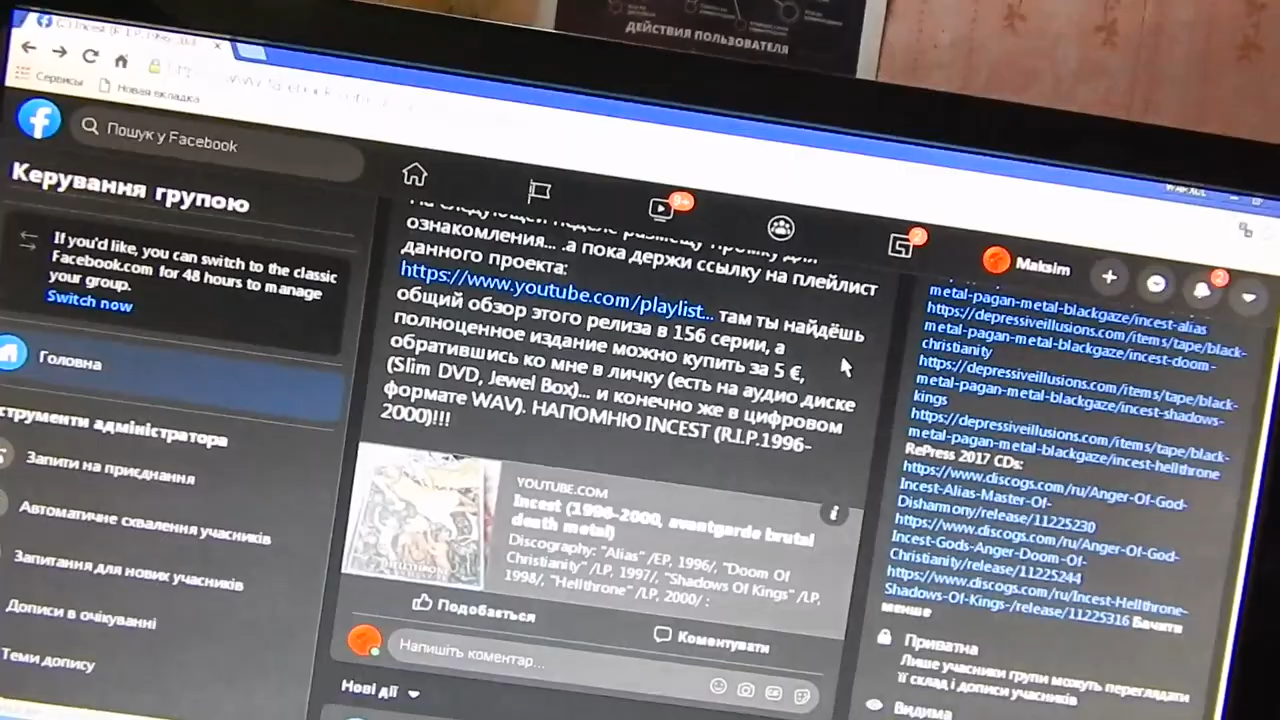 ДЕЙСТВИЯ ПОЛЬЗОВАТЕЛЯ
Сервисы
Новая вкладка
Пошук у Facebook
9+
2
Maksim
2
Керування групою
If you'd like, you can switch to the classic
Facebook.com for 48 hours to manage
your group.
Switch now
Головна
струменти адміністратора
Запити на приєднання
Автоматичне схвалення учасників
Запитання для нових учасників
Дописи в очікуванні
Теми допису
ознакомления... .а пока держи ссылку на плейлист
данного проекта:
https://www.youtube.com/playlist... там ты найдёшь
общий обзор этого релиза в 156 серии, а
полноценное издание можно купить за 5 €,
обратившись ко мне в личку (есть на аудио диске
(Slim DVD, Jewel Box)... и конечно же в цифровом
формате WAV). НАПОМНЮ INCEST (R.I.P.1996-
2000)!!!
YOUTUBE.COM
Incest (1996-2000, avantgarde brutal
death metal)
Discography: "Alias" /EP, 1996/, "Doom Of
Christianity" /LP, 1997/, "Shadows Of Kings" /LP,
1998/, "Hellthrone" /LP, 2000/ :
Подобається
Коментувати
Напишіть коментар...
Нові дії
metal-pagan-metal-blackgaze/incest-alias
https://depressiveillusions.com/items/tape/black-
metal-pagan-metal-blackgaze/incest-doom-
christianity
https://depressiveillusions.com/items/tape/black-
metal-pagan-metal-blackgaze/incest-shadows-
kings
https://depressiveillusions.com/items/tape/black-
metal-pagan-metal-blackgaze/incest-hellthrone
RePress 2017 CDs:
https://www.discogs.com/ru/Anger-Of-God-
Incest-Alias-Master-Of-
Disharmony/release/11225230
https://www.discogs.com/ru/Anger-Of-God-
Incest-Gods-Anger-Doom-Of-
Christianity/release/11225244
https://www.discogs.com/ru/Incest-Hellthrone-
Shadows-Of-Kings-/release/11225316 Бачити
менше
Приватна
Лише учасники групи можуть переглядати
її склад і дописи учасників
Видима